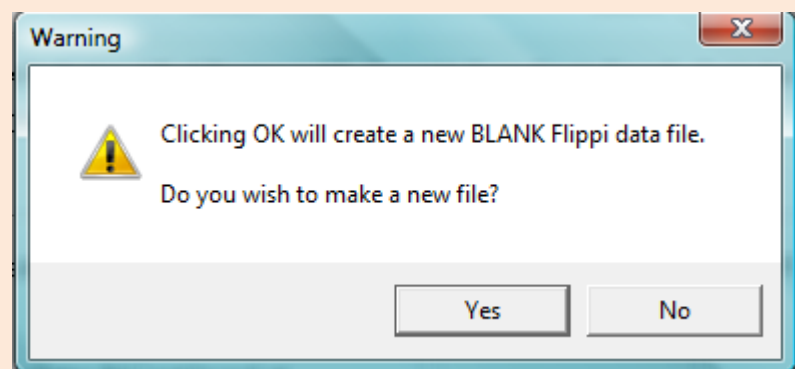 Warning
Clicking OK will create a new BLANK Flippi data file.
Do you wish to make a new file?
Yes
No